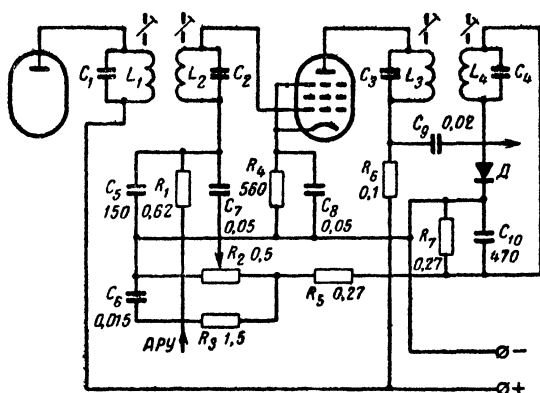 C₁ L₁ L₂ C₂ C₃ L₃ L₄ C₄
C₉ 0,02
Д
C₅ 150
R₁ 0,62
C₇ 0,05
R₄ 560
C₈ 0,05
R₆ 0,1
R₇ 0,27
C₁₀ 470
R₂ 0,5
R₅ 0,27
C₆ 0,015
R₃ 1,5
АРУ
−
+